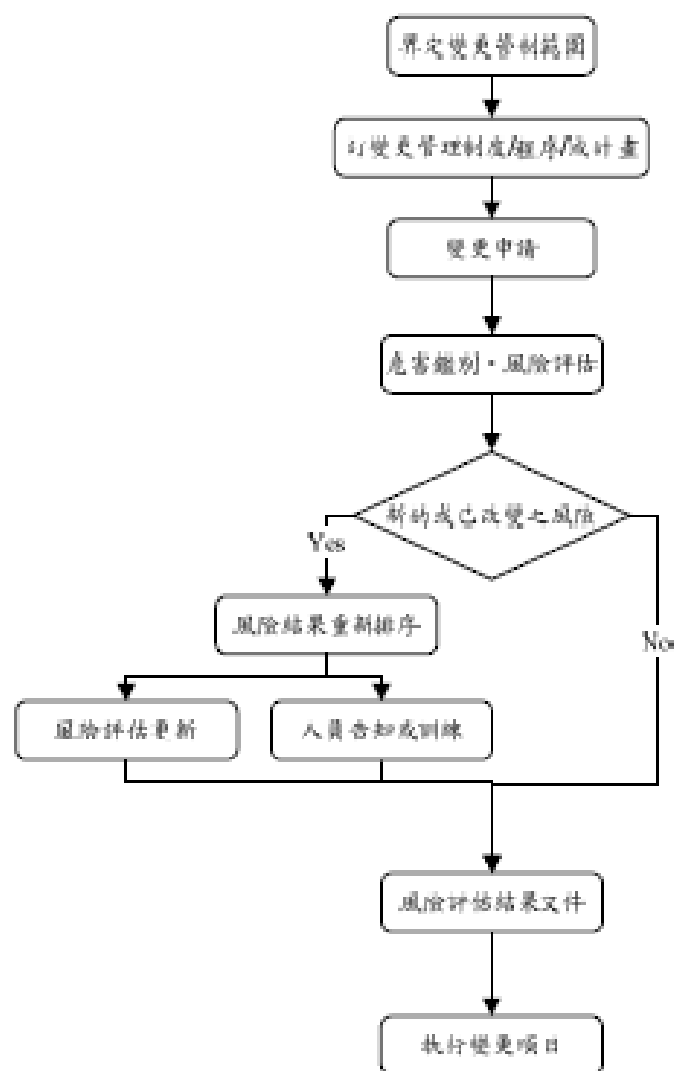 界定變更管制範圍
訂變更管理制度/程序/或計畫
變更申請
危害鑑別、風險評估
新的或已改變之風險
Yes
No
風險結果重新排序
風險評估更新
人員告知或訓練
風險評估結果文件
執行變更項目